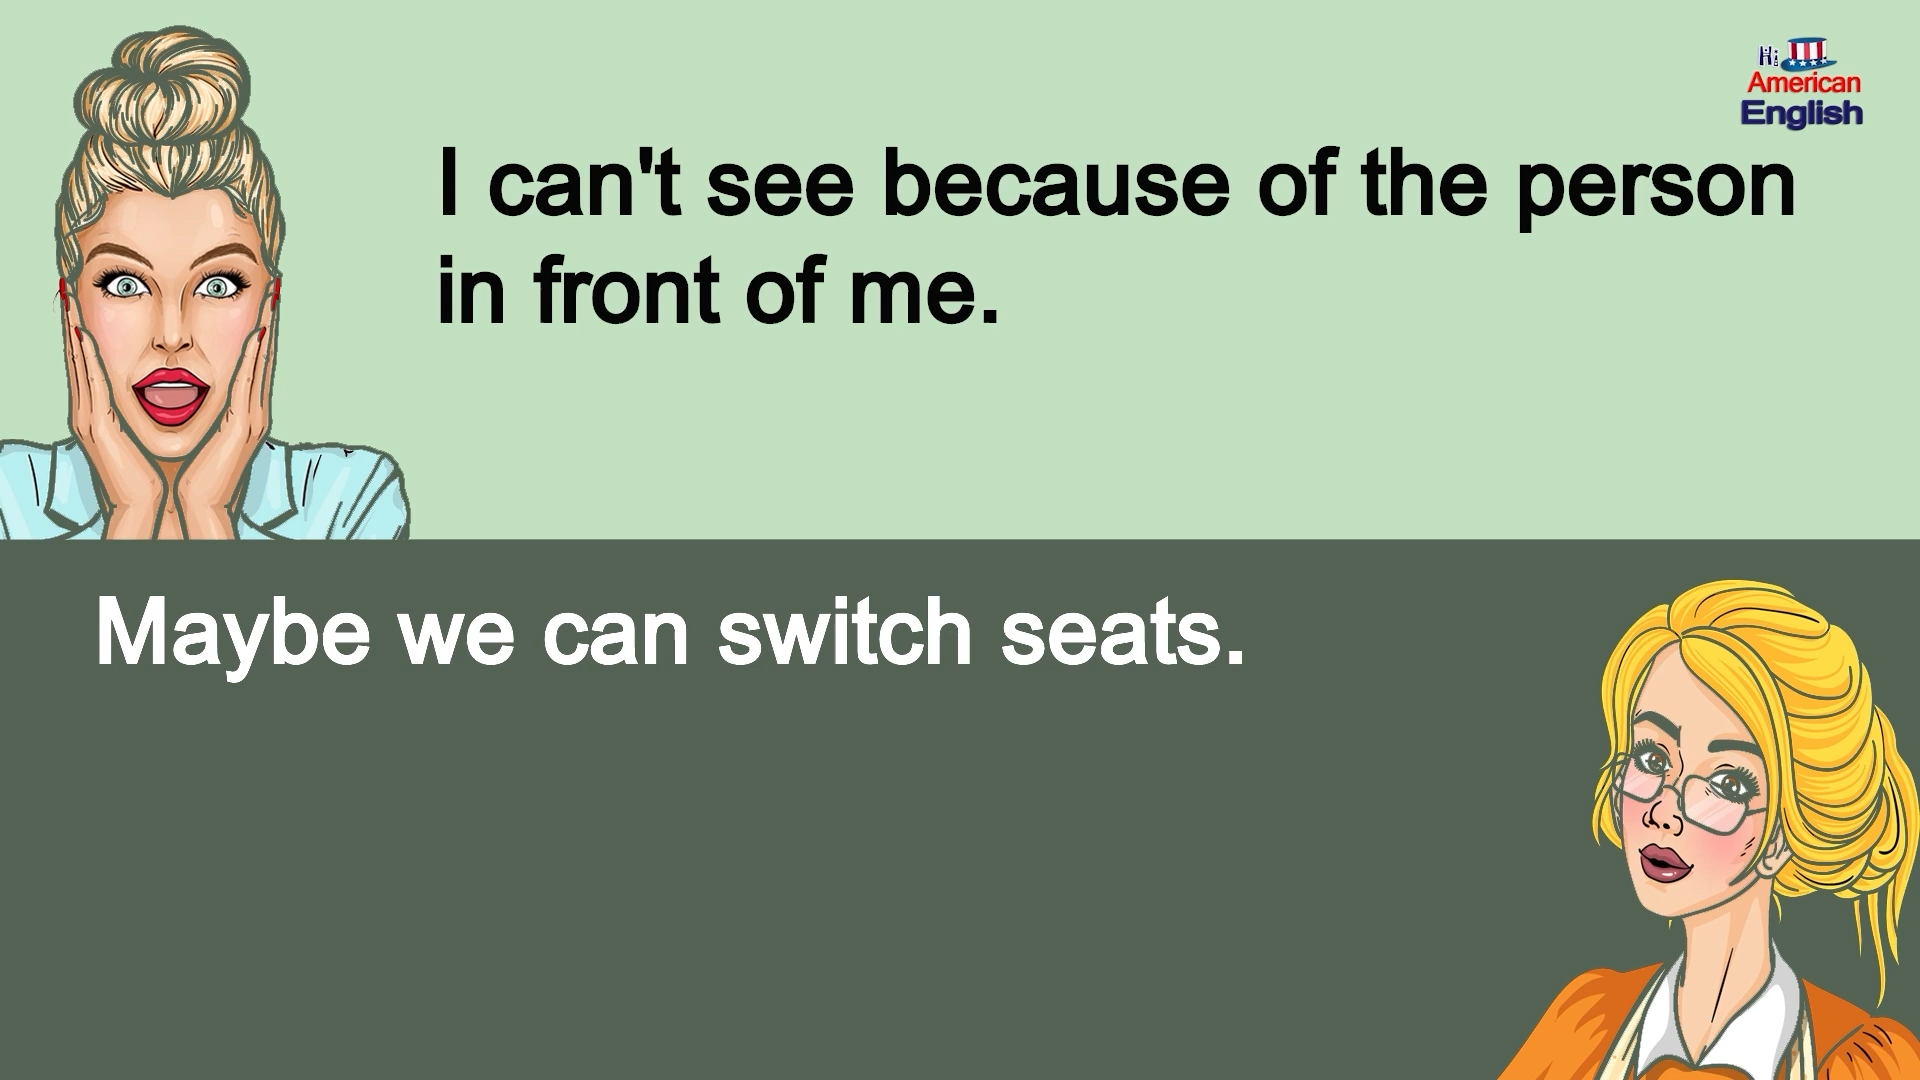 Hi
American
English
I can't see because of the person
in front of me.
Maybe we can switch seats.